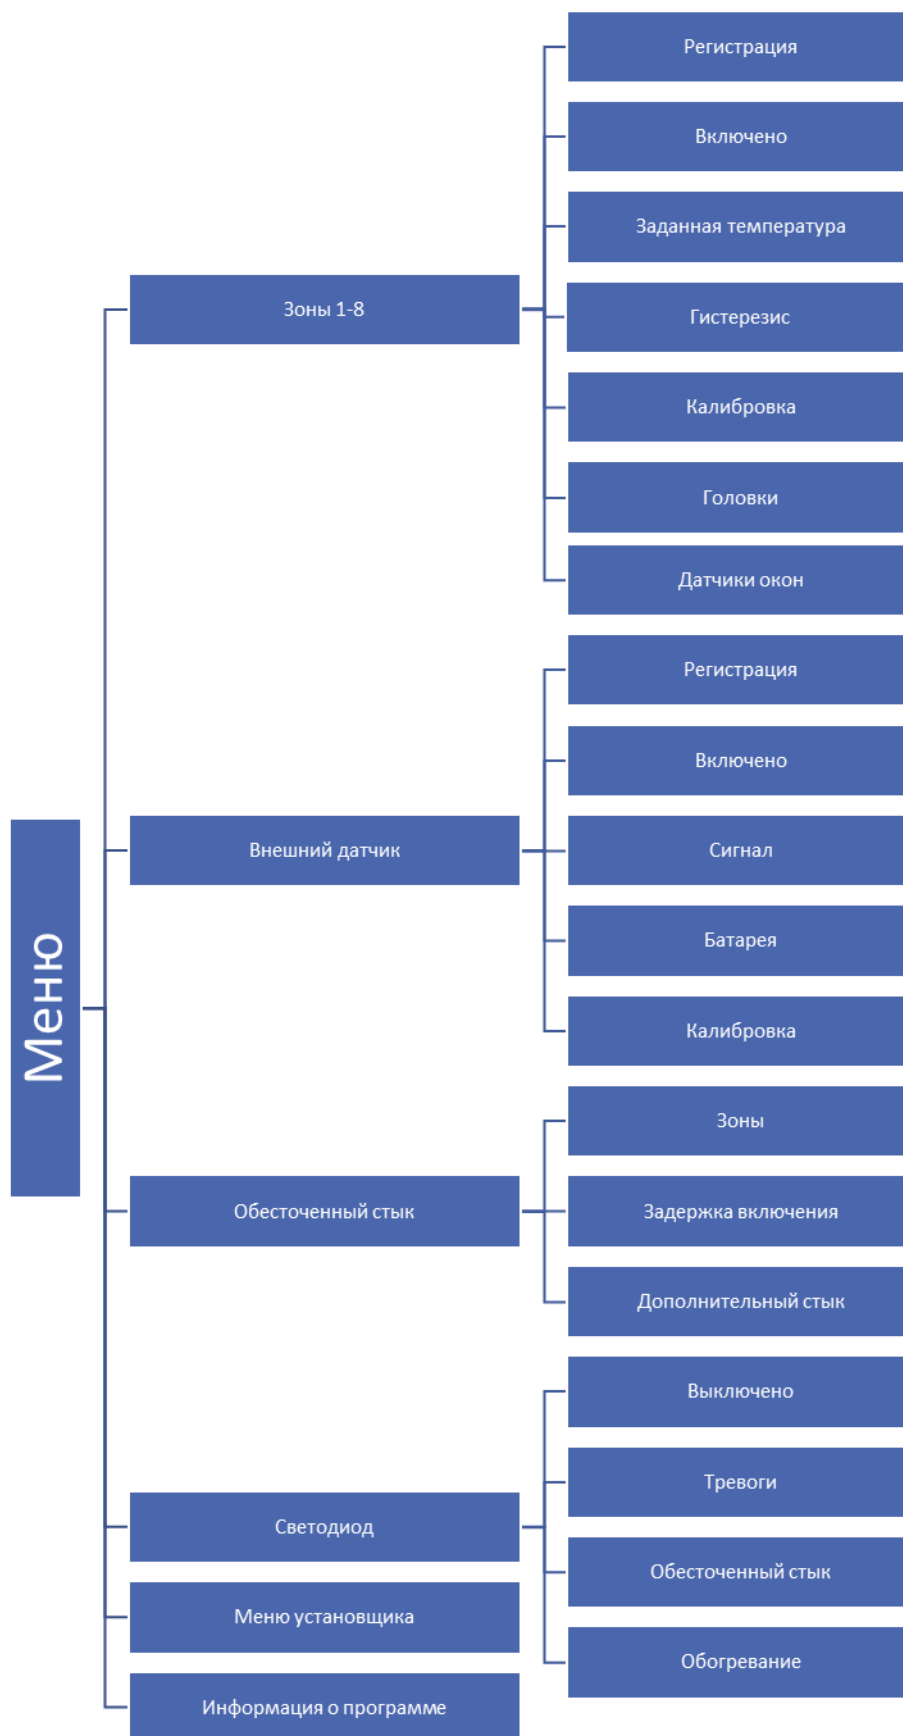 Меню
Зоны 1-8
Регистрация
Включено
Заданная температура
Гистерезис
Калибровка
Головки
Датчики окон
Внешний датчик
Регистрация
Включено
Сигнал
Батарея
Калибровка
Обесточенный стык
Зоны
Задержка включения
Дополнительный стык
Светодиод
Выключено
Тревоги
Обесточенный стык
Обогревание
Меню установщика
Информация о программе